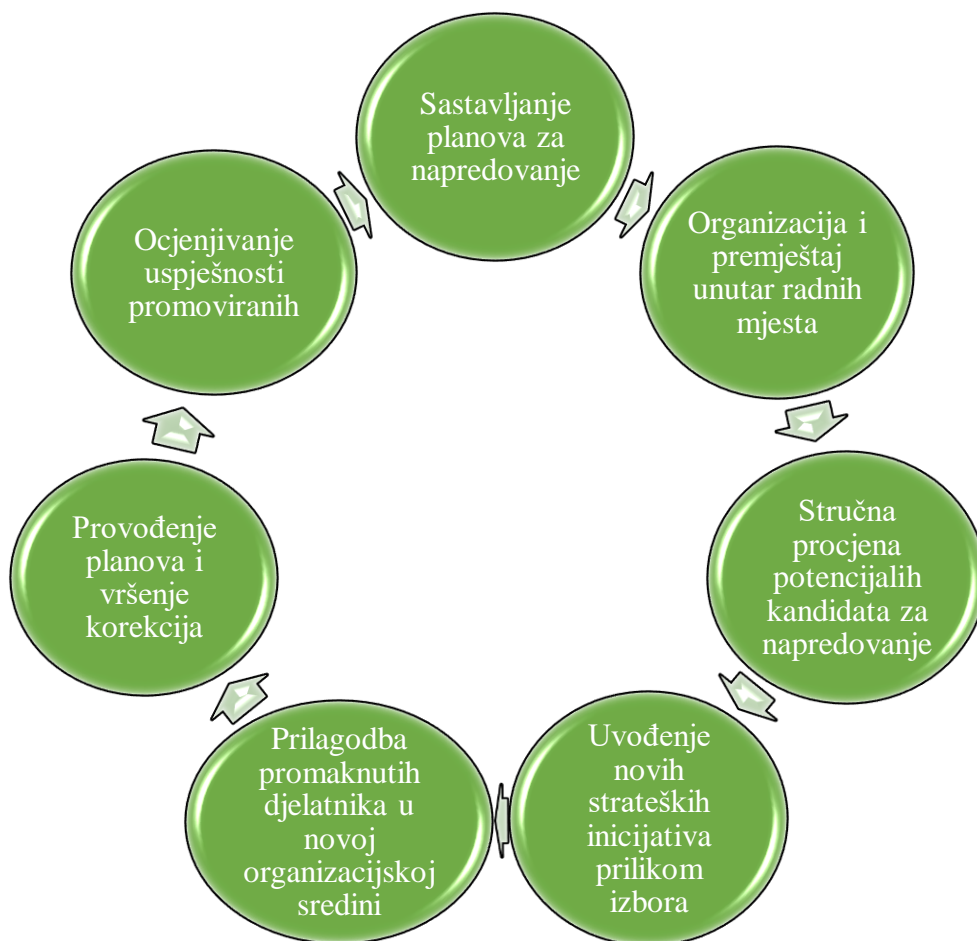 Sastavljanje
planova za
napredovanje
Organizacija i
premještaj
unutar radnih
mjesta
Stručna
procjena
potencijalih
kandidata za
napredovanje
Uvođenje
novih
strateških
inicijativa
prilikom
izbora
Prilagodba
promaknutih
djelatnika u
novoj
organizacijskoj
sredini
Provođenje
planova i
vršenje
korekcija
Ocjenjivanje
uspješnosti
promoviranih